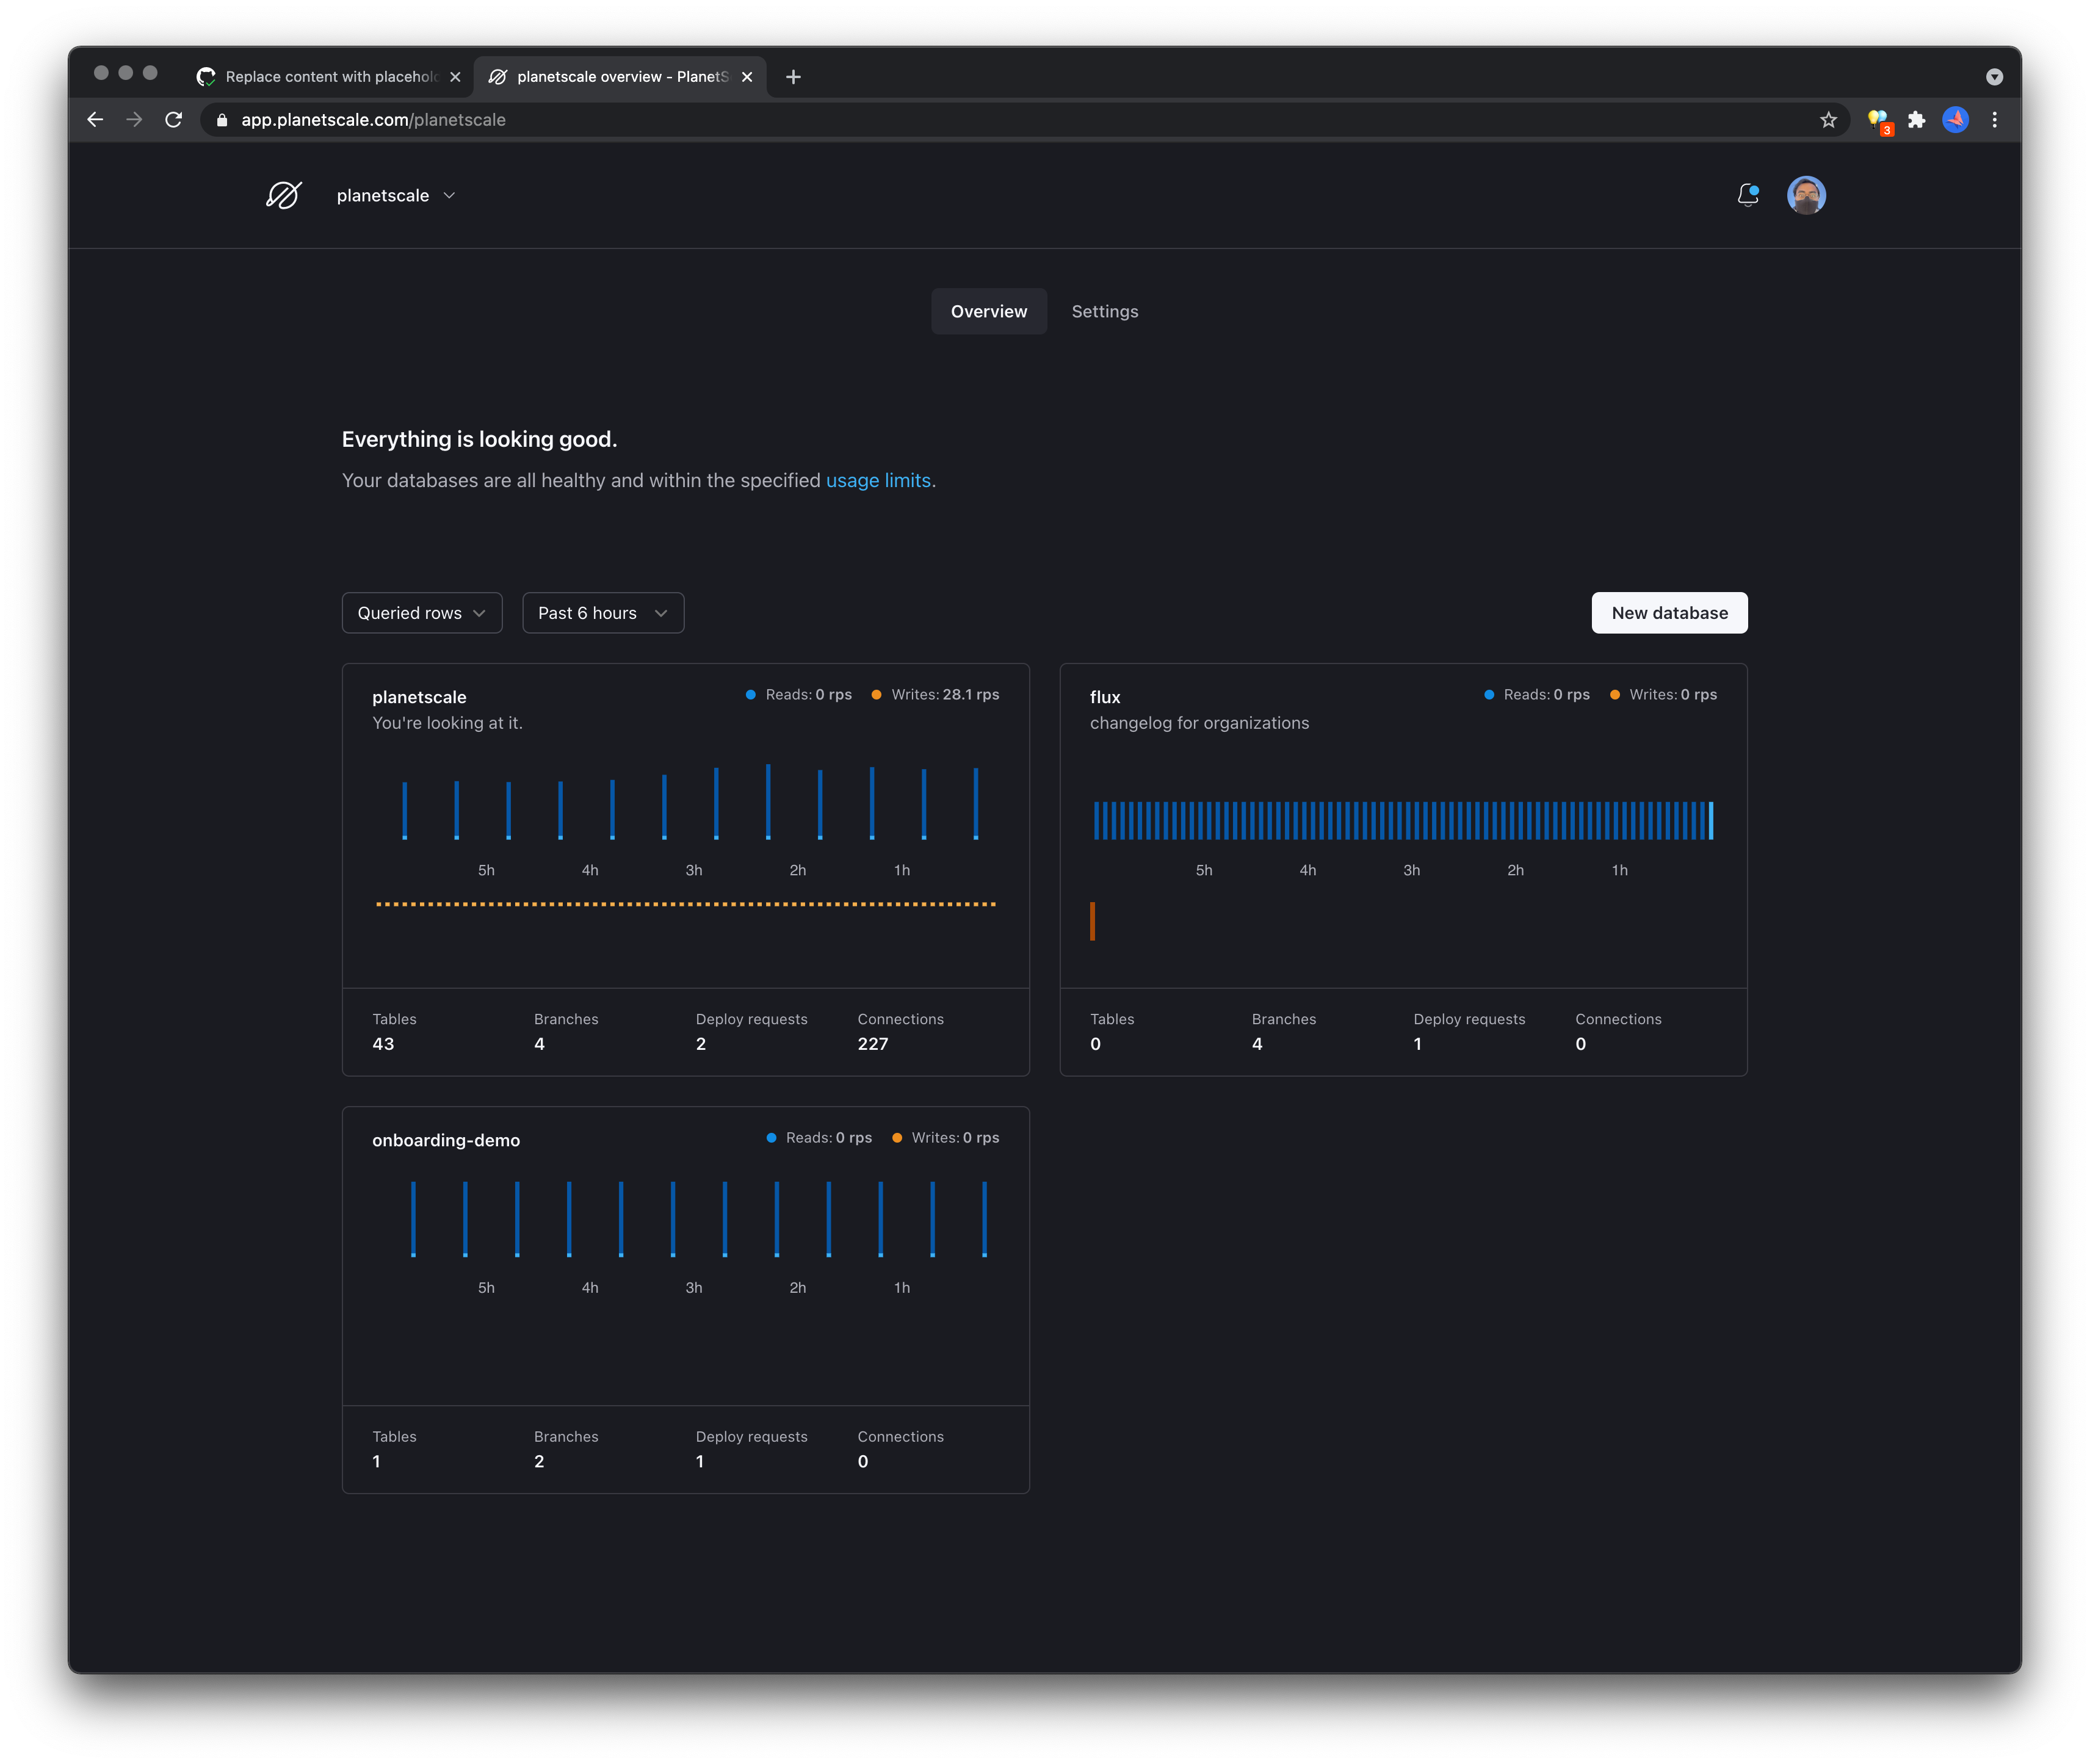 Replace content with placehol
planetscale overview - PlanetS
app.planetscale.com/planetscale
3
planetscale
Overview
Settings
Everything is looking good.
Your databases are all healthy and within the specified usage limits.
Queried rows
Past 6 hours
New database
planetscale
Reads: 0 rps
Writes: 28.1 rps
You're looking at it.
5h 4h 3h 2h 1h
Tables Branches Deploy requests Connections
43 4 2 227
flux
Reads: 0 rps
Writes: 0 rps
changelog for organizations
5h 4h 3h 2h 1h
Tables Branches Deploy requests Connections
0 4 1 0
onboarding-demo
Reads: 0 rps
Writes: 0 rps
5h 4h 3h 2h 1h
Tables Branches Deploy requests Connections
1 2 1 0